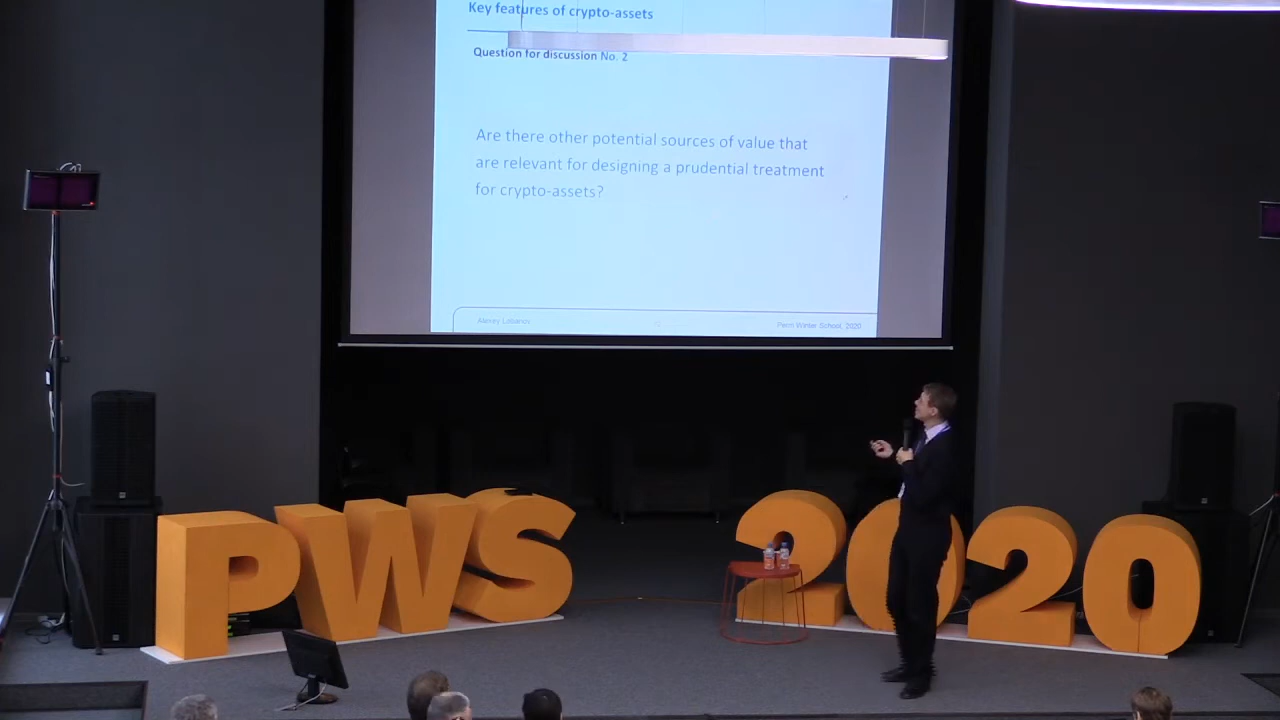 Key features of crypto-assets
Question for discussion No. 2
Are there other potential sources of value that
are relevant for designing a prudential treatment
for crypto-assets?
Alexey Lobanov
Perm Winter School, 2020
PWS 2020